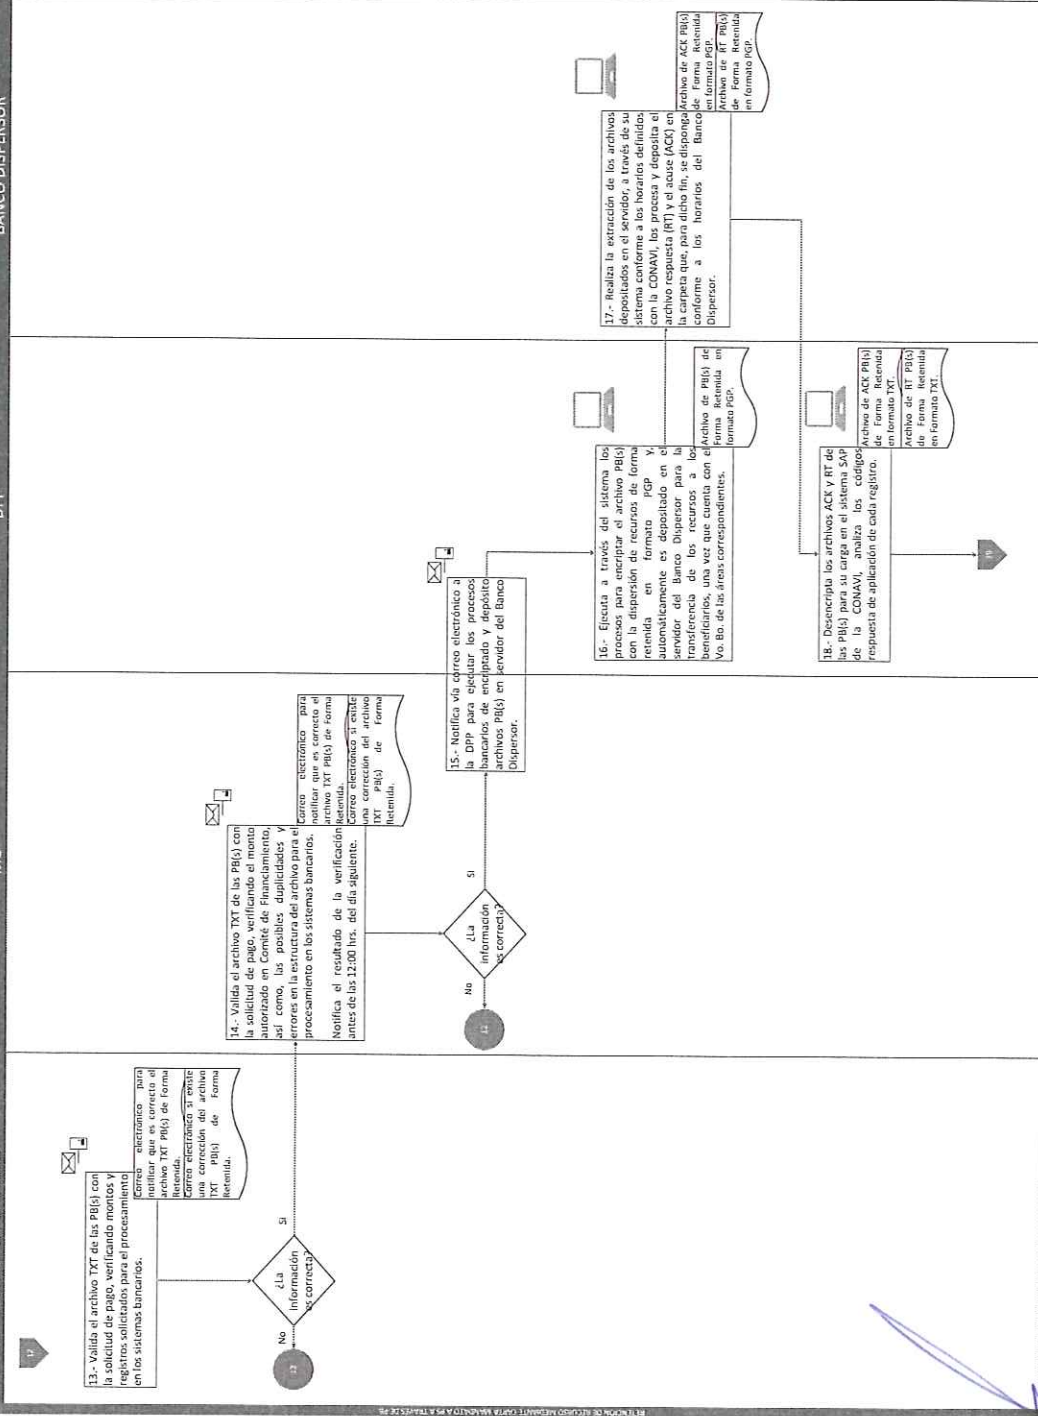 BANCO DISPERSOR
12
13.- Valida el archivo TXT de las PB(s) con
la solicitud de pago, verificando montos y
registros solicitados para el procesamiento
en los sistemas bancarios.
Correo electrónico para
notificar que es correcto el
archivo TXT PB(s) de Forma
Retenida.
Correo electrónico si existe
una corrección del archivo
TXT PB(s) de Forma
Retenida.
¿La
Información
es correcta?
No
Si
14.- Valida el archivo TXT de las PB(s) con
la solicitud de pago, verificando el monto
autorizado en Comité de Financiamiento,
así como, las posibles duplicidades y
errores en la estructura del archivo para el
procesamiento en los sistemas bancarios.
Notifica el resultado de la verificación
antes de las 12:00 hrs. del día siguiente.
Correo electrónico para
notificar que es correcto el
archivo TXT PB(s) de Forma
Retenida.
Correo electrónico si existe
una corrección del archivo
TXT PB(s) de Forma
Retenida.
¿La
información
es correcta?
No
12
Si
15.- Notifica vía correo electrónico a
la DPP para ejecutar los procesos
bancarios de encriptado y depósito
archivos PB(s) en servidor del Banco
Dispersor.
16.- Ejecuta a través del sistema los
procesos para encriptar el archivo PB(s)
con la dispersión de recursos de forma
retenida en formato PGP y,
automáticamente es depositado en el
servidor del Banco Dispersor para la
transferencia de los recursos a los
beneficiarios, una vez que cuenta con el
Vo. Bo. de las áreas correspondientes.
Archivo de PB(s) de
Forma Retenida en
formato PGP.
17.- Realiza la extracción de los archivos
depositados en el servidor, a través de su
sistema conforme a los horarios definidos
con la CONAVI, los procesa y deposita el
archivo respuesta (RT) y el acuse (ACK) en
la carpeta que, para dicho fin, se disponga
conforme a los horarios del Banco
Dispersor.
Archivo de ACK PB(s)
de Forma Retenida
en formato PGP.
Archivo de RT PB(s)
de Forma Retenida
en formato PGP.
18.- Desencripta los archivos ACK y RT de
las PB(s) para su carga en el sistema SAP
de la CONAVI, analiza los códigos
respuesta de aplicación de cada registro.
Archivo de ACK PB(s)
de Forma Retenida
en formato TXT.
Archivo de RT PB(s)
de Forma Retenida
en Formato TXT.
19
RETENCIÓN DE RECURSO MEDIANTE CARTA MANDATO A PS A TRAVÉS DE PB